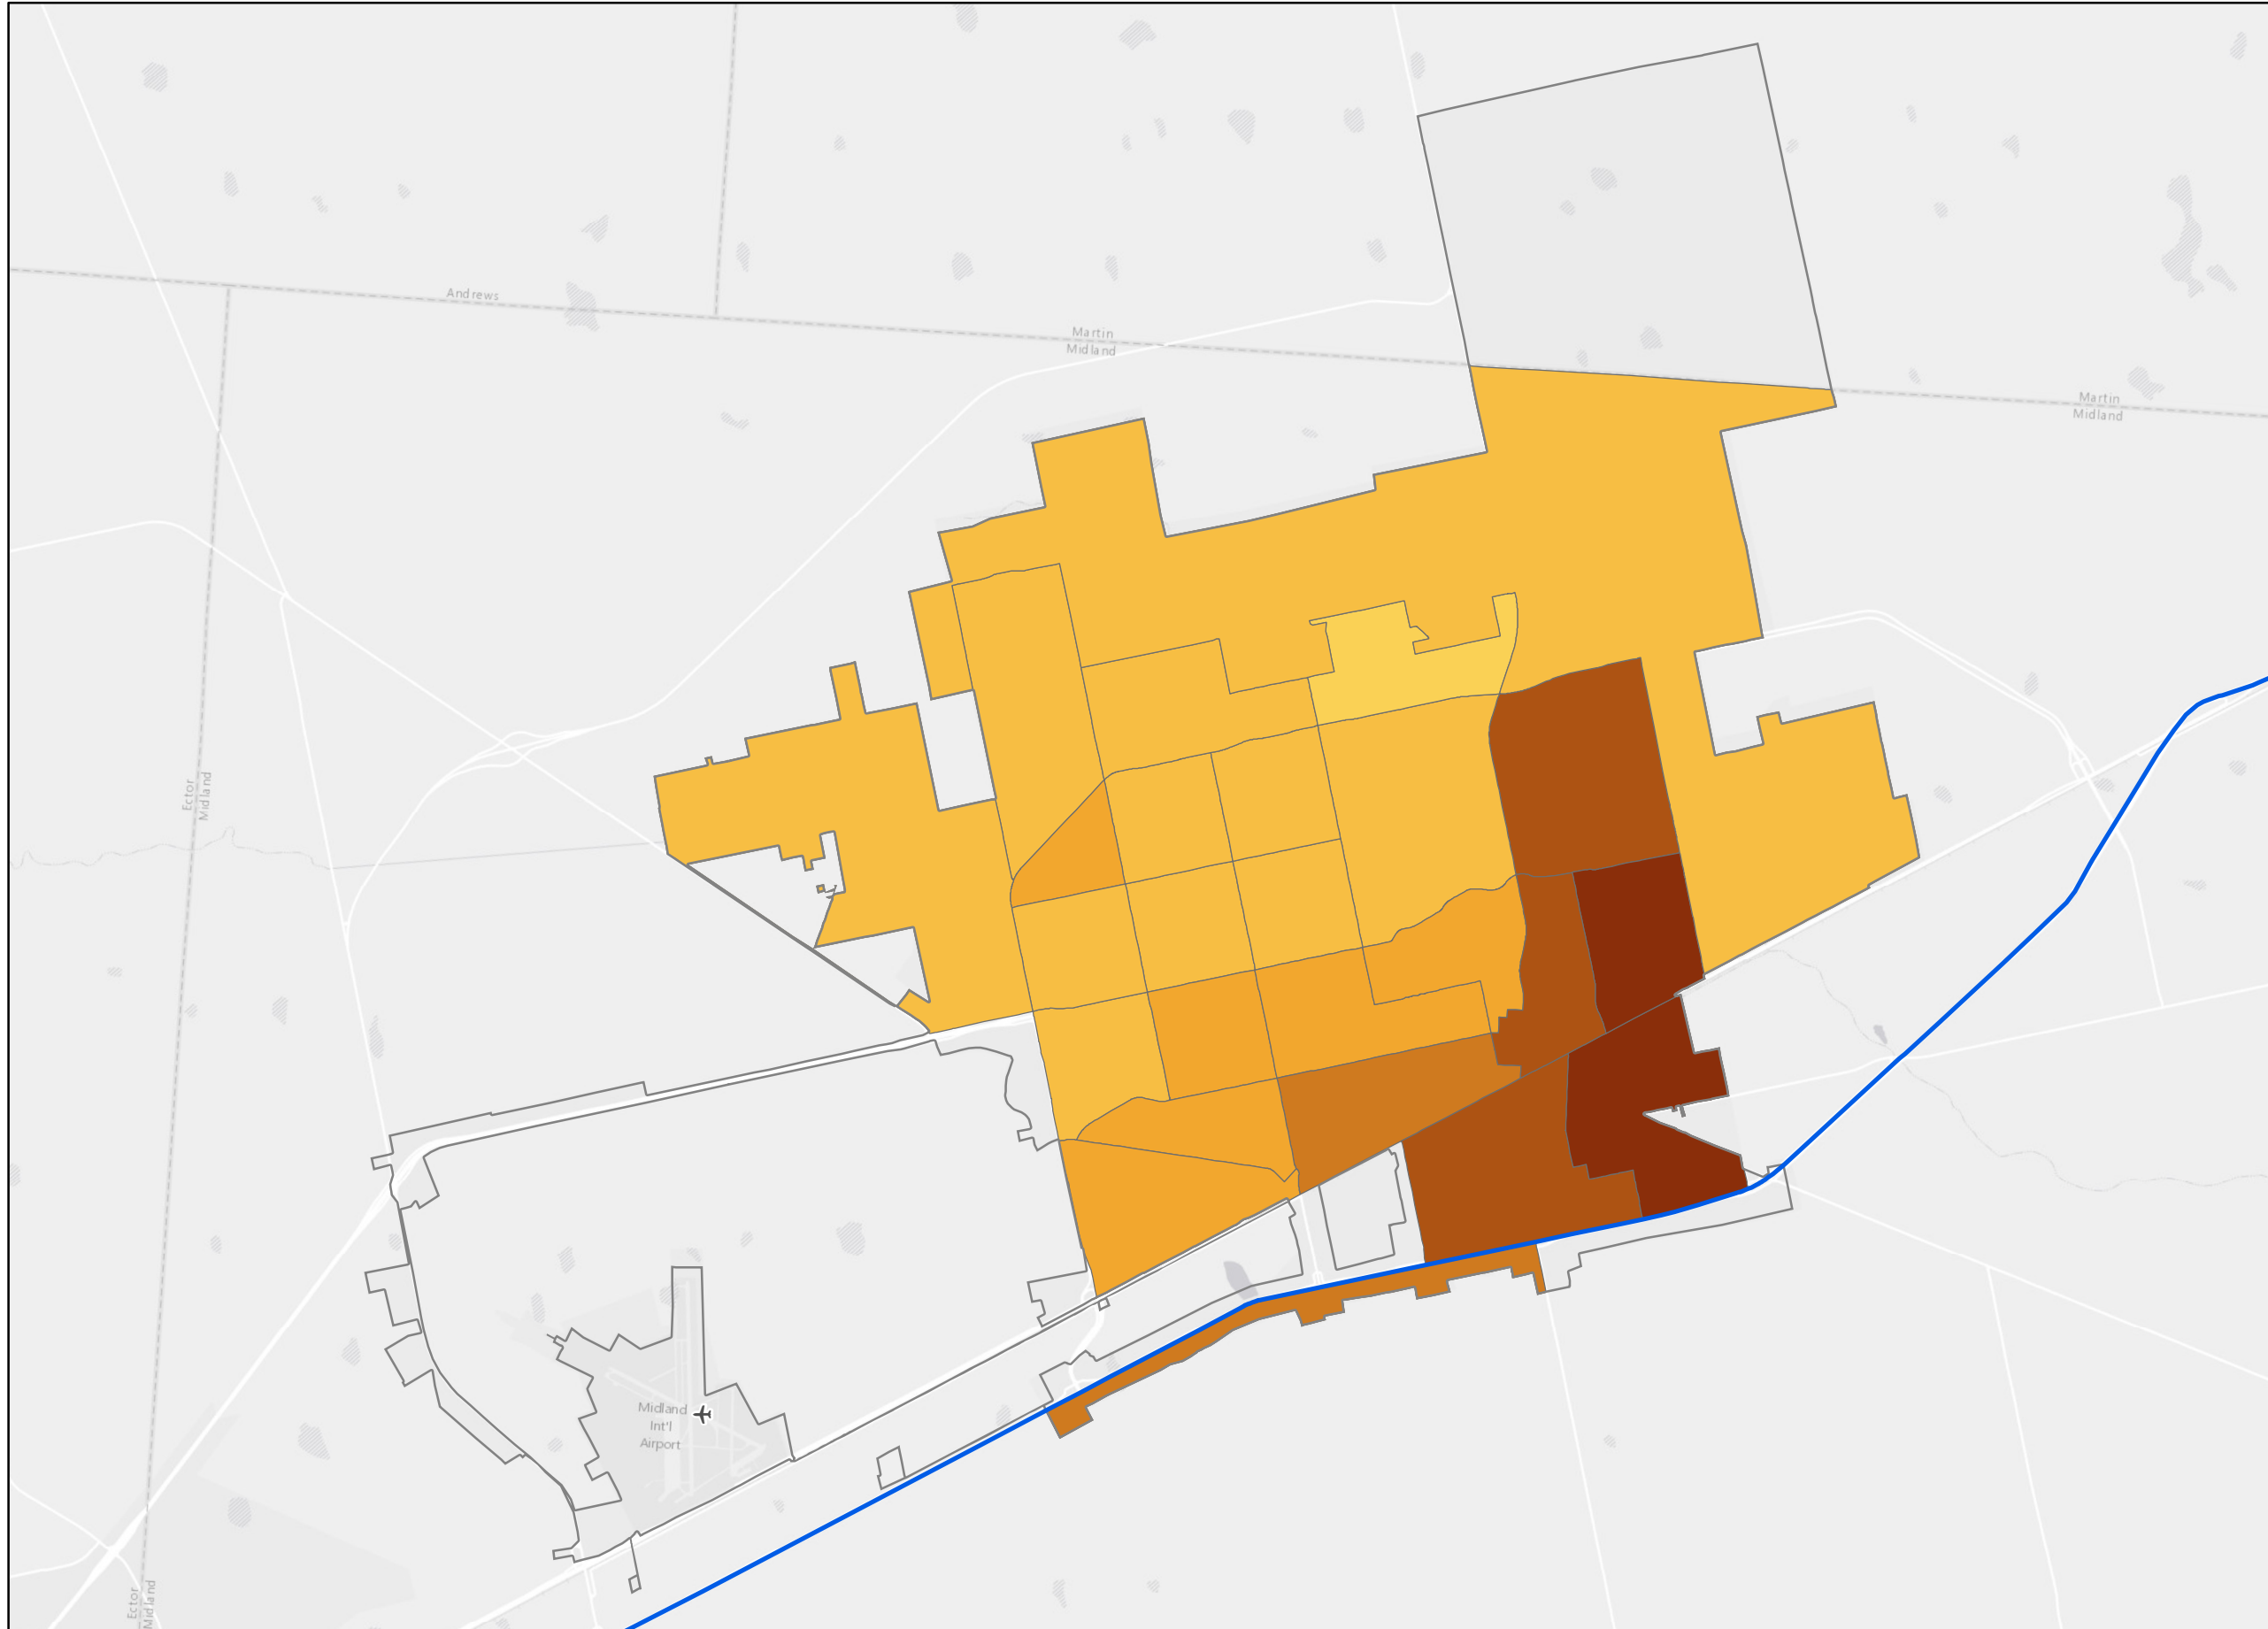 Andrews
Martin
Midland
Martin
Midland
Ector
Midland
Midland
Int'l
Airport
Ector
Midland